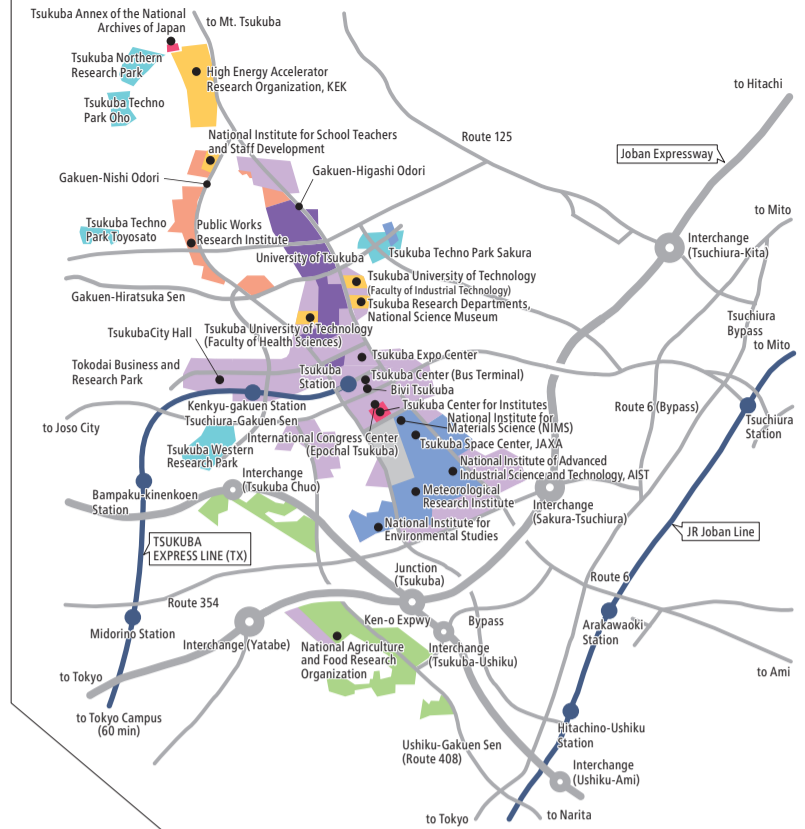 Tsukuba Annex of the National
Archives of Japan
to Mt. Tsukuba
Tsukuba Northern
Research Park
High Energy Accelerator
Research Organization, KEK
Tsukuba Techno
Park Oho
to Hitachi
National Institute for School Teachers
and Staff Development
Route 125
Joban Expressway
Gakuen-Nishi Odori
Gakuen-Higashi Odori
to Mito
Tsukuba Techno
Park Toyosato
Public Works
Research Institute
University of Tsukuba
Tsukuba Techno Park Sakura
Interchange
(Tsuchiura-Kita)
Gakuen-Hiratsuka Sen
Tsukuba University of Technology
(Faculty of Industrial Technology)
Tsukuba Research Departments,
National Science Museum
Tsuchiura
Bypass
to Mito
TsukubaCity Hall
Tsukuba University of Technology
(Faculty of Health Sciences)
Tokodai Business and
Research Park
Tsukuba
Station
Tsukuba Expo Center
Tsukuba Center (Bus Terminal)
Bivi Tsukuba
Kenkyu-gakuen Station
Tsukuba Center for Institutes
Route 6 (Bypass)
Tsuchiura
Station
to Joso City
Tsuchiura-Gakuen Sen
National Institute for
Materials Science (NIMS)
International Congress Center
(Epochal Tsukuba)
Tsukuba Space Center, JAXA
Tsukuba Western
Research Park
National Institute of Advanced
Industrial Science and Technology, AIST
Interchange
(Tsukuba Chuo)
Bampaku-kinenkoen
Station
Meteorological
Research Institute
Interchange
(Sakura-Tsuchiura)
National Institute for
Environmental Studies
JR Joban Line
TSUKUBA
EXPRESS LINE (TX)
Junction
(Tsukuba)
Route 6
Route 354
Ken-o Expwy
Bypass
Arakawaoki
Station
Midorino Station
Interchange (Yatabe)
National Agriculture
and Food Research
Organization
Interchange
(Tsukuba-Ushiku)
to Ami
to Tokyo
to Tokyo Campus
(60 min)
Hitachino-Ushiku
Station
Ushiku-Gakuen Sen
(Route 408)
Interchange
(Ushiku-Ami)
to Tokyo
to Narita